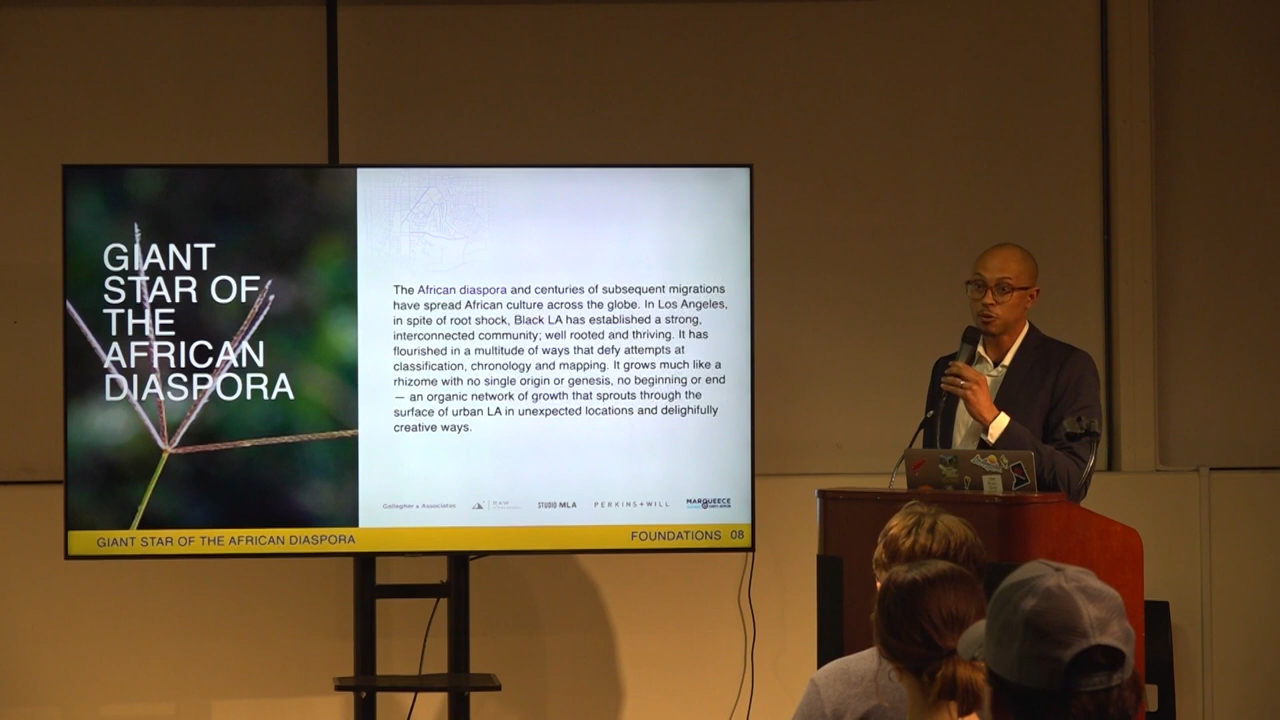 GIANT
STAR OF
THE
AFRICAN
DIASPORA
The African diaspora and centuries of subsequent migrations
have spread African culture across the globe. In Los Angeles,
in spite of root shock, Black LA has established a strong,
interconnected community; well rooted and thriving. It has
flourished in a multitude of ways that defy attempts at
classification, chronology and mapping. It grows much like a
rhizome with no single origin or genesis, no beginning or end
— an organic network of growth that sprouts through the
surface of urban LA in unexpected locations and delighfully
creative ways.
Gallagher & Associates
STUDIO MLA
PERKINS+WILL
MARQUEECE
GIANT STAR OF THE AFRICAN DIASPORA
FOUNDATIONS 08